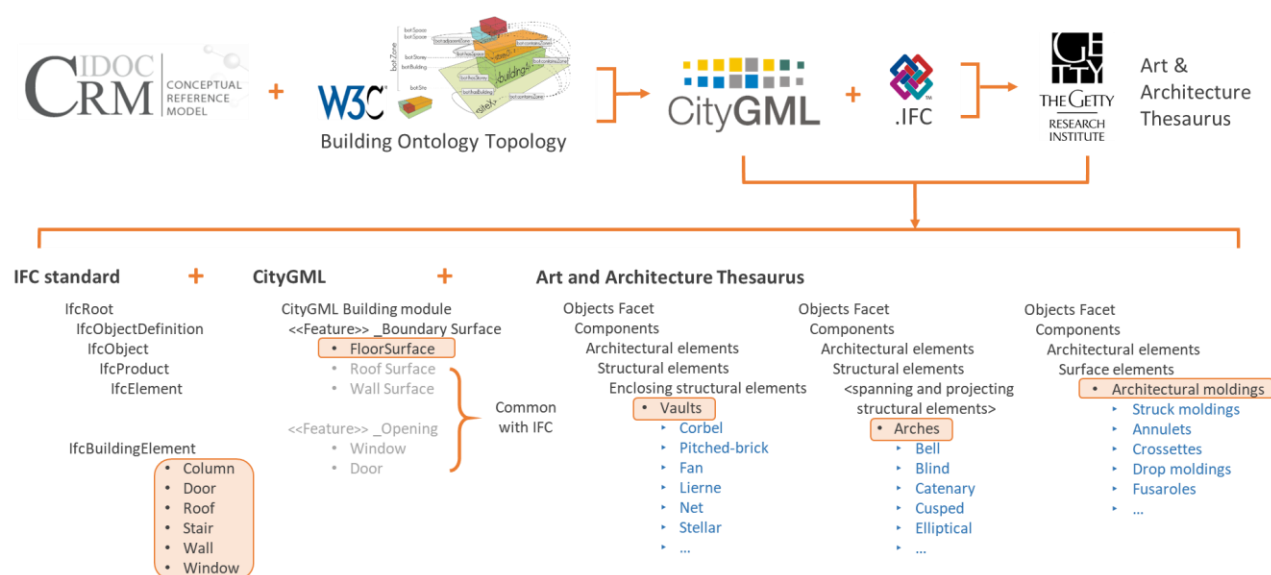 CIDOC
CRM
CONCEPTUAL
REFERENCE
MODEL
+
W3C
Building Ontology Topology
CityGML
+
.IFC
GETTY
THE GETTY
RESEARCH
INSTITUTE
Art &
Architecture
Thesaurus
IFC standard
IfcRoot
IfcObjectDefinition
IfcObject
IfcProduct
IfcElement
IfcBuildingElement
• Column
• Door
• Roof
• Stair
• Wall
• Window
+
CityGML
CityGML Building module
<<Feature>> _Boundary Surface
• FloorSurface
• Roof Surface
• Wall Surface
<<Feature>> _Opening
• Window
• Door
Common
with IFC
+
Art and Architecture Thesaurus
Objects Facet
Components
Architectural elements
Structural elements
Enclosing structural elements
• Vaults
‣ Corbel
‣ Pitched-brick
‣ Fan
‣ Lierne
‣ Net
‣ Stellar
‣ ...
Objects Facet
Components
Architectural elements
Structural elements
<spanning and projecting
structural elements>
• Arches
‣ Bell
‣ Blind
‣ Catenary
‣ Cusped
‣ Elliptical
‣ ...
Objects Facet
Components
Architectural elements
Surface elements
• Architectural moldings
‣ Struck moldings
‣ Annulets
‣ Crossettes
‣ Drop moldings
‣ Fusaroles
‣ ...